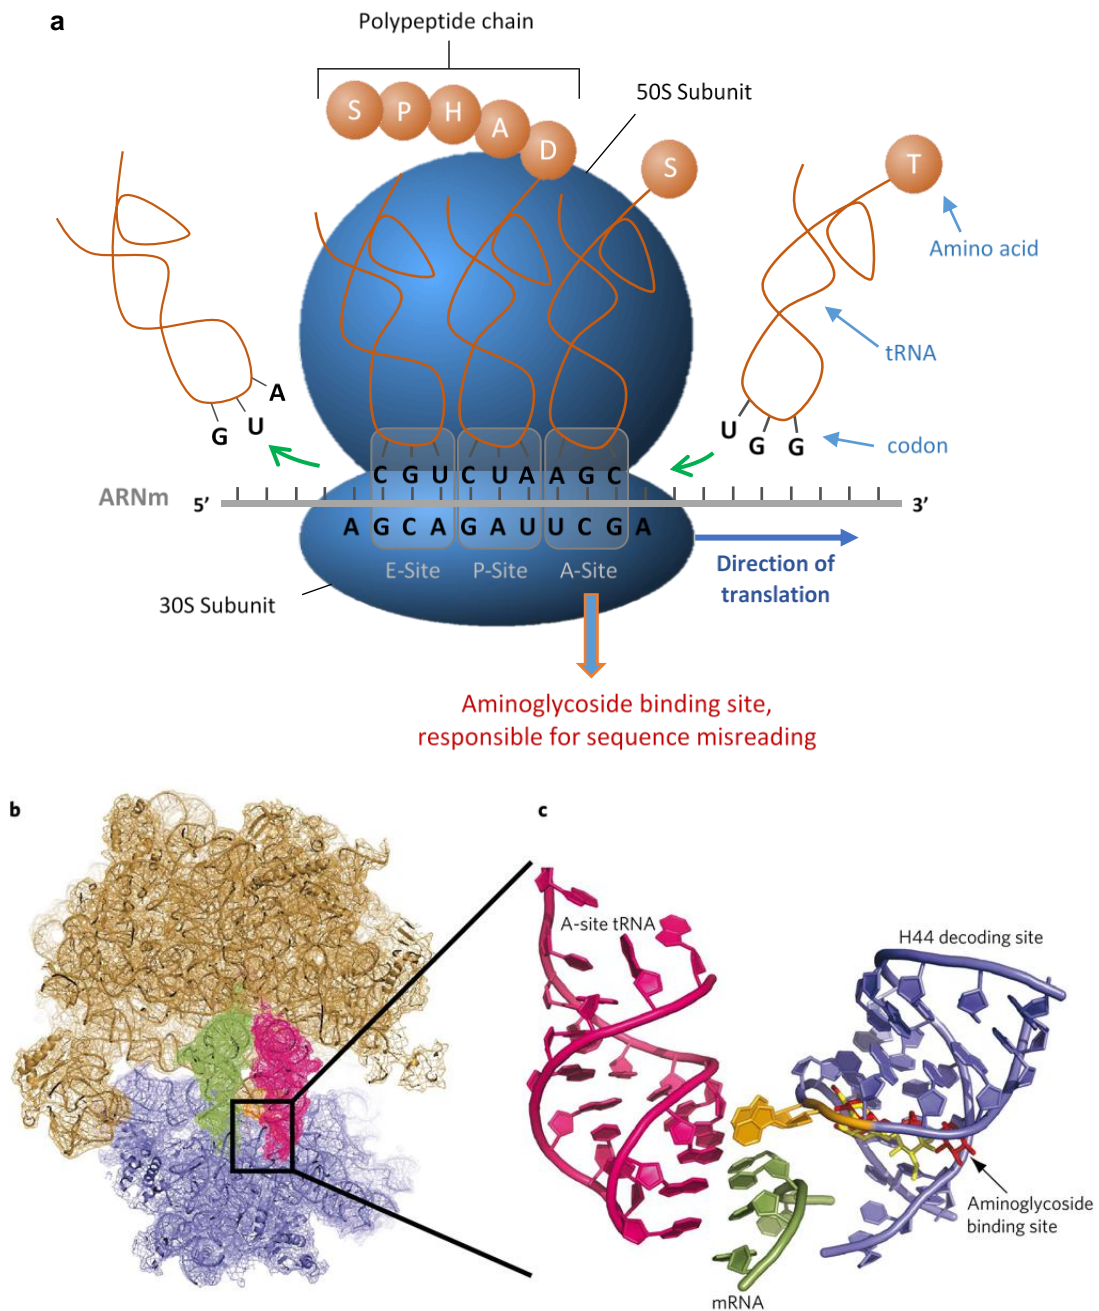 a
Polypeptide chain
50S Subunit
S P H A D S T
Amino acid
tRNA
codon
G U A
U G G
C G U C U A A G C
ARNm 5’ 3’
A G C A G A U U C G A
E-Site P-Site A-Site
Direction of
translation
30S Subunit
Aminoglycoside binding site,
responsible for sequence misreading
b
c
A-site tRNA
H44 decoding site
Aminoglycoside
binding site
mRNA